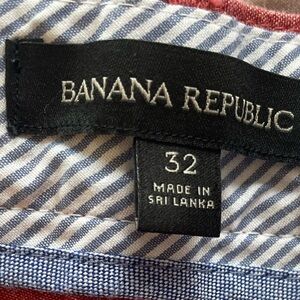 BANANA REPUBLIC
32
MADE IN
SRI LANKA